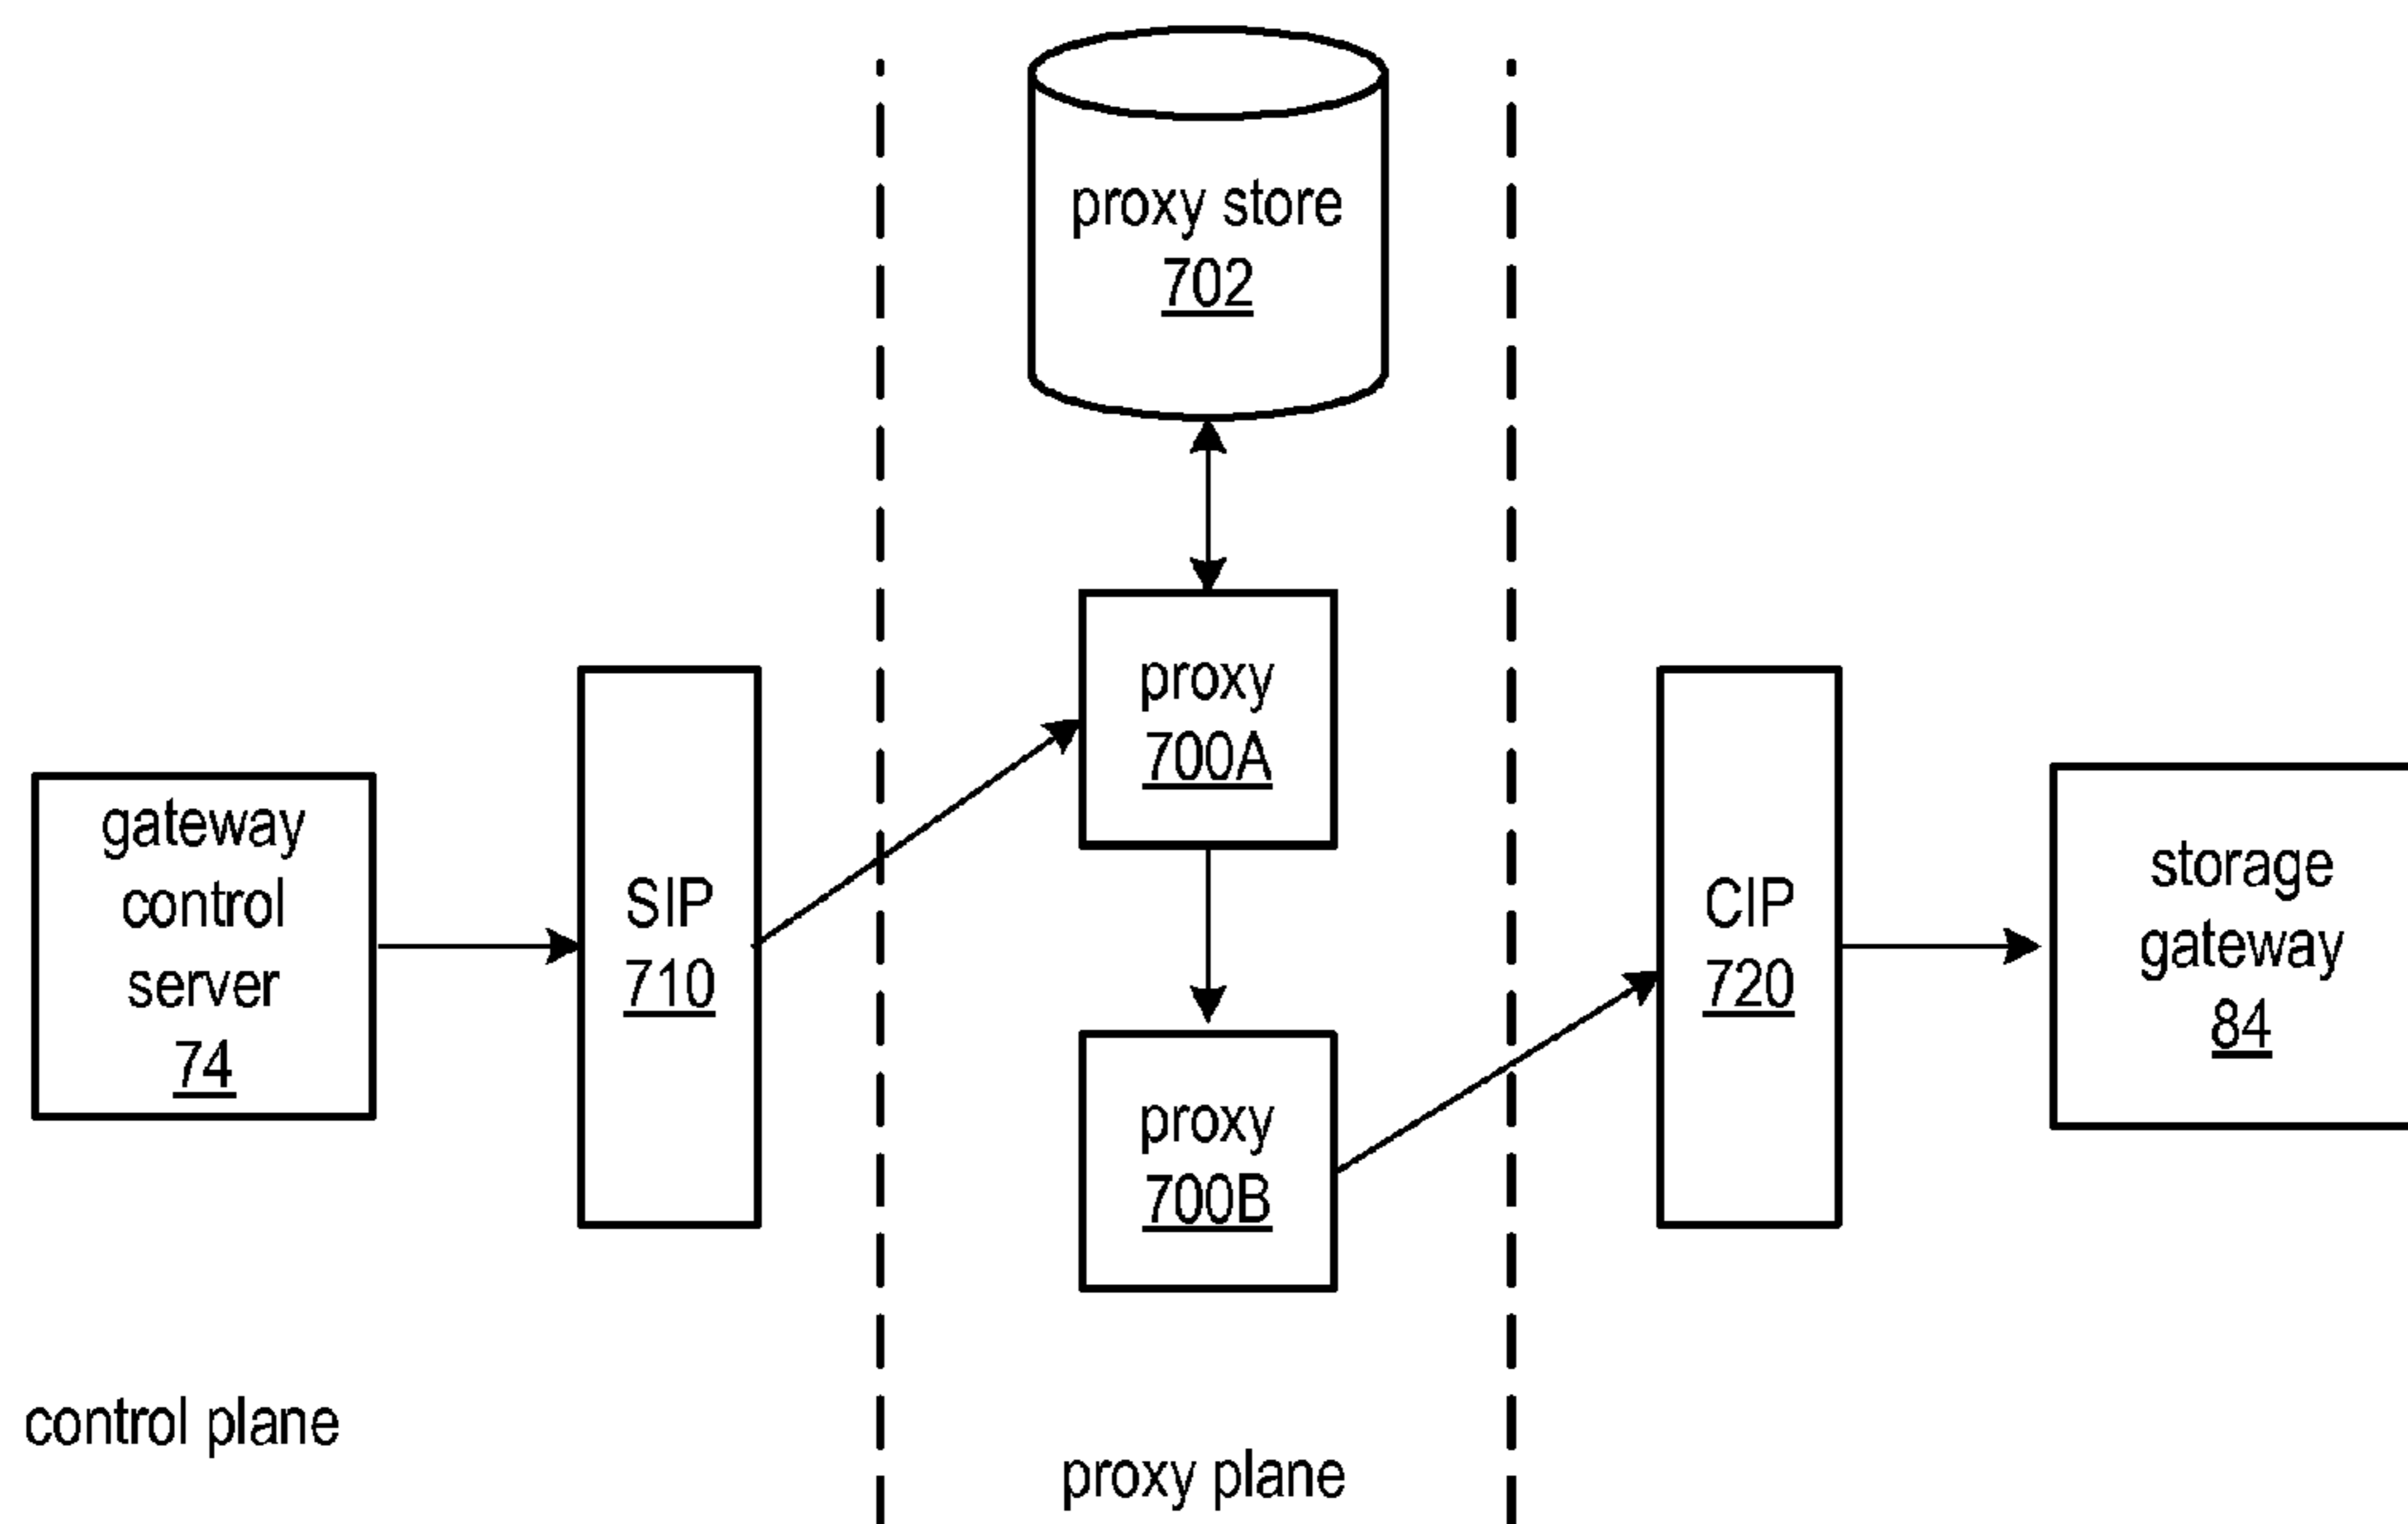 proxy store
702
proxy
700A
gateway
control
server
74
SIP
710
CIP
720
storage
gateway
84
proxy
700B
control plane
proxy plane